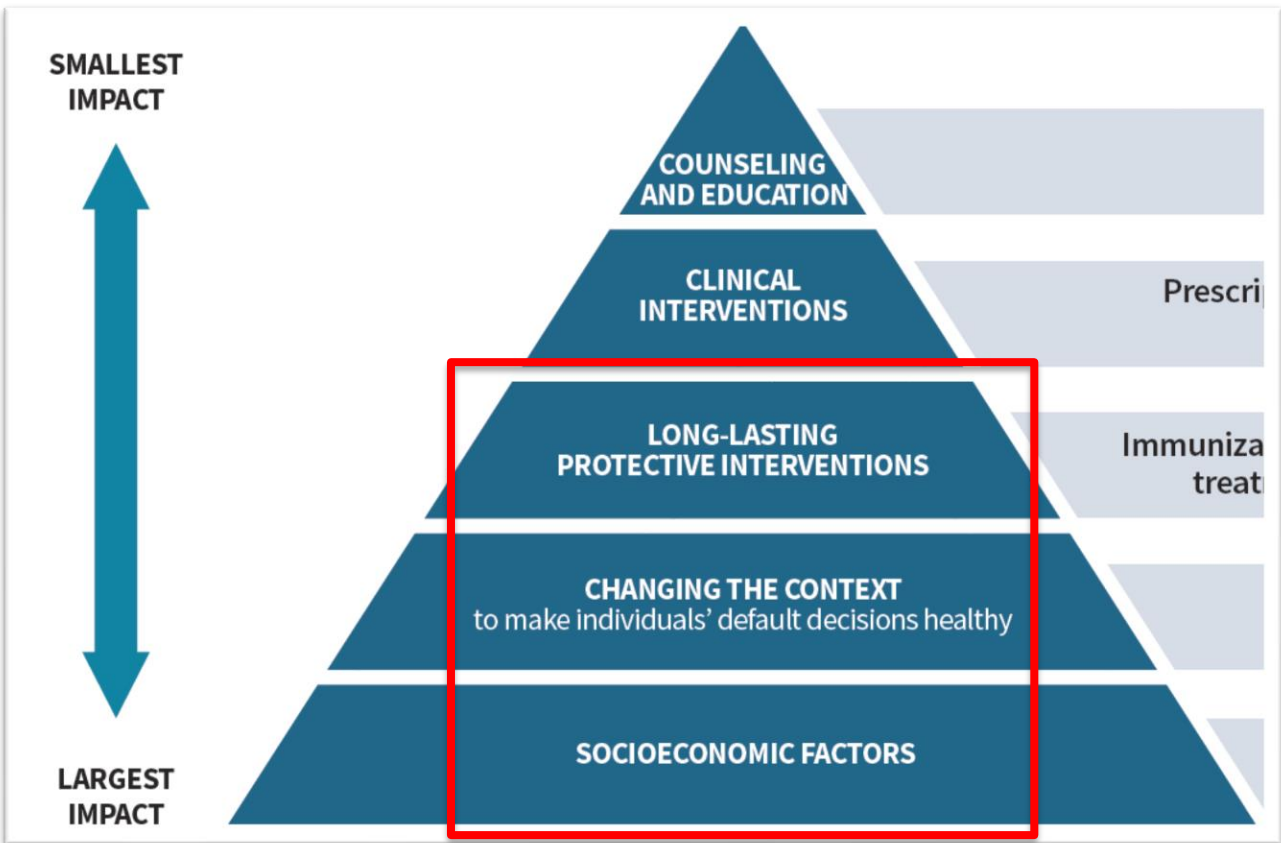 SMALLEST
IMPACT
COUNSELING
AND EDUCATION
CLINICAL
INTERVENTIONS
Prescri
LONG-LASTING
PROTECTIVE INTERVENTIONS
Immuniza
treat
CHANGING THE CONTEXT
to make individuals’ default decisions healthy
SOCIOECONOMIC FACTORS
LARGEST
IMPACT